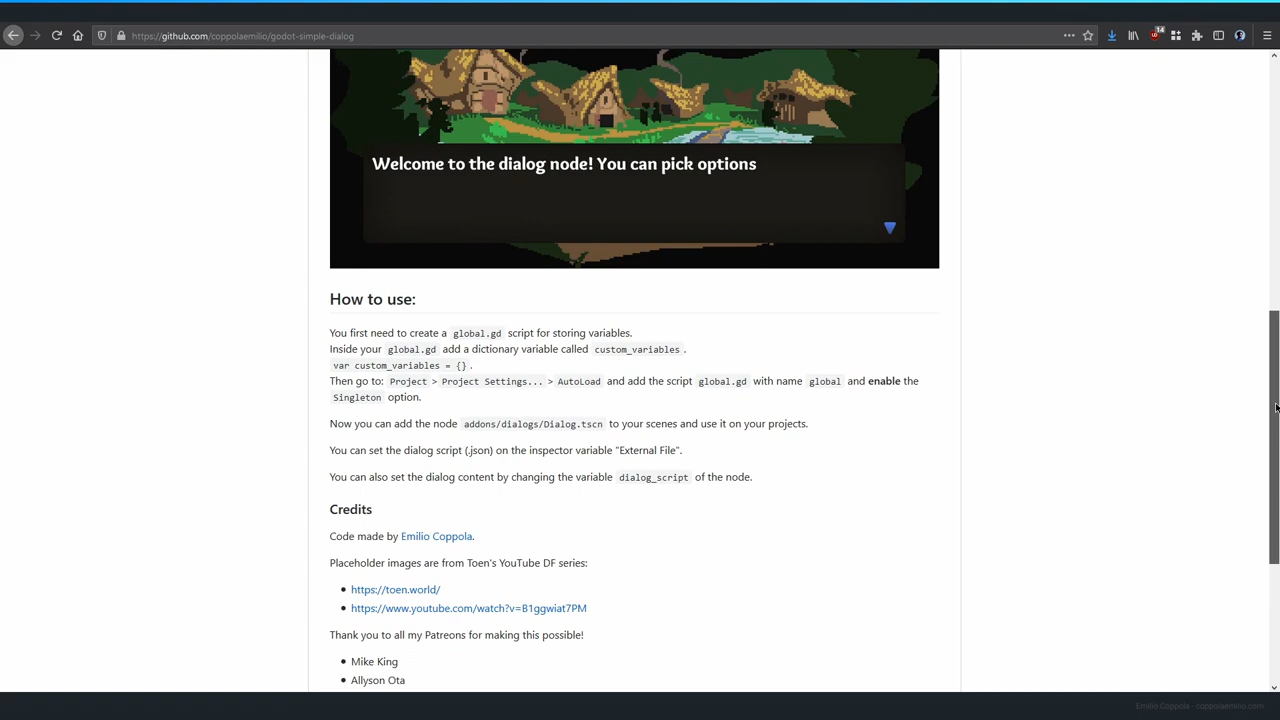 https://github.com/coppolaemilio/godot-simple-dialog
14
Welcome to the dialog node! You can pick options
How to use:
You first need to create a global.gd script for storing variables.
Inside your global.gd add a dictionary variable called custom_variables .
var custom_variables = {} .
Then go to: Project > Project Settings... > AutoLoad and add the script global.gd with name global and enable the
Singleton option.
Now you can add the node addons/dialogs/Dialog.tscn to your scenes and use it on your projects.
You can set the dialog script (.json) on the inspector variable "External File".
You can also set the dialog content by changing the variable dialog_script of the node.
Credits
Code made by Emilio Coppola.
Placeholder images are from Toen's YouTube DF series:
https://toen.world/
https://www.youtube.com/watch?v=B1ggwiat7PM
Thank you to all my Patreons for making this possible!
Mike King
Allyson Ota
Emilio Coppola - coppolaemilio.com